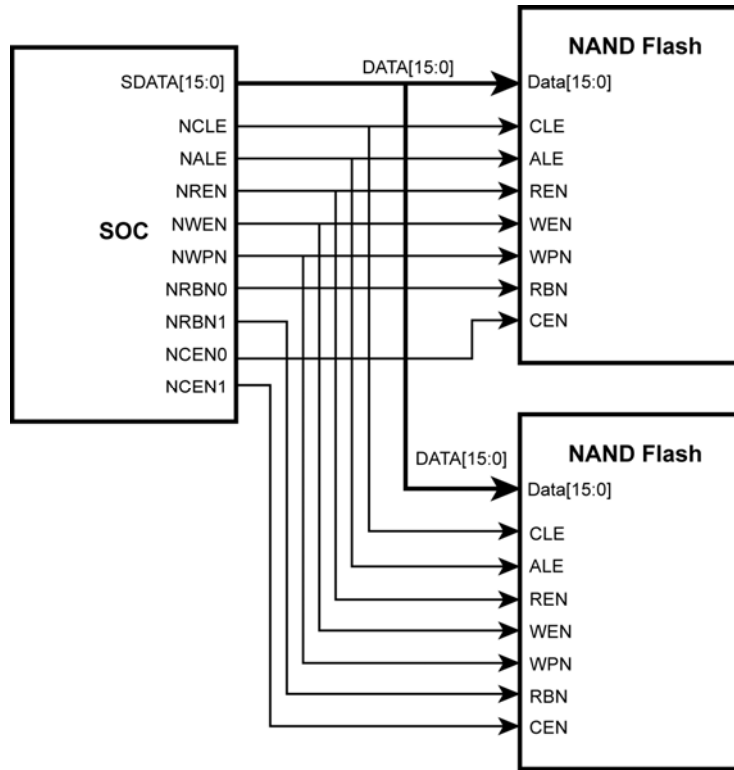 SOC
SDATA[15:0]
NCLE
NALE
NREN
NWEN
NWPN
NRBN0
NRBN1
NCEN0
NCEN1
DATA[15:0]
NAND Flash
Data[15:0]
CLE
ALE
REN
WEN
WPN
RBN
CEN
DATA[15:0]
NAND Flash
Data[15:0]
CLE
ALE
REN
WEN
WPN
RBN
CEN